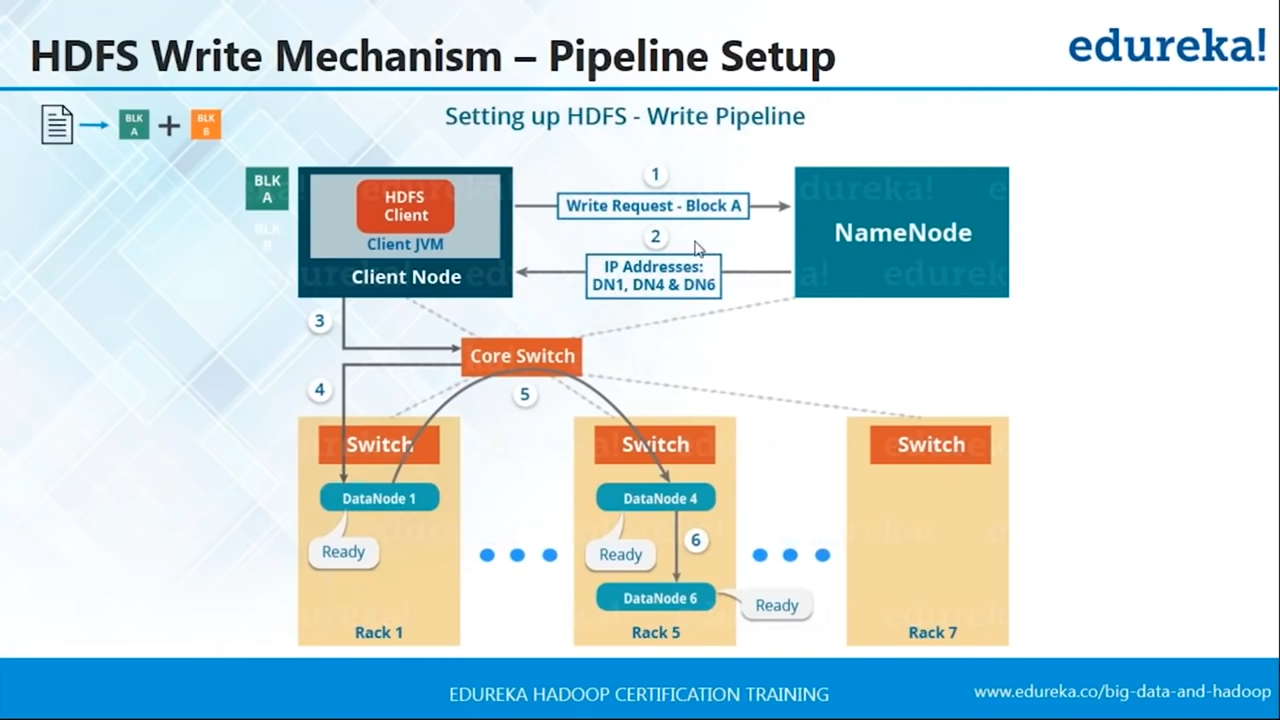 HDFS Write Mechanism – Pipeline Setup
edureka!
BLK
A
BLK
B
Setting up HDFS - Write Pipeline
BLK
A
BLK
B
HDFS
Client
Client JVM
Client Node
1
Write Request - Block A
2
IP Addresses:
DN1, DN4 & DN6
NameNode
3
Core Switch
4
5
Switch
Switch
Switch
DataNode 1
DataNode 4
Ready
Ready
6
DataNode 6
Ready
Rack 1
Rack 5
Rack 7
EDUREKA HADOOP CERTIFICATION TRAINING
www.edureka.co/big-data-and-hadoop